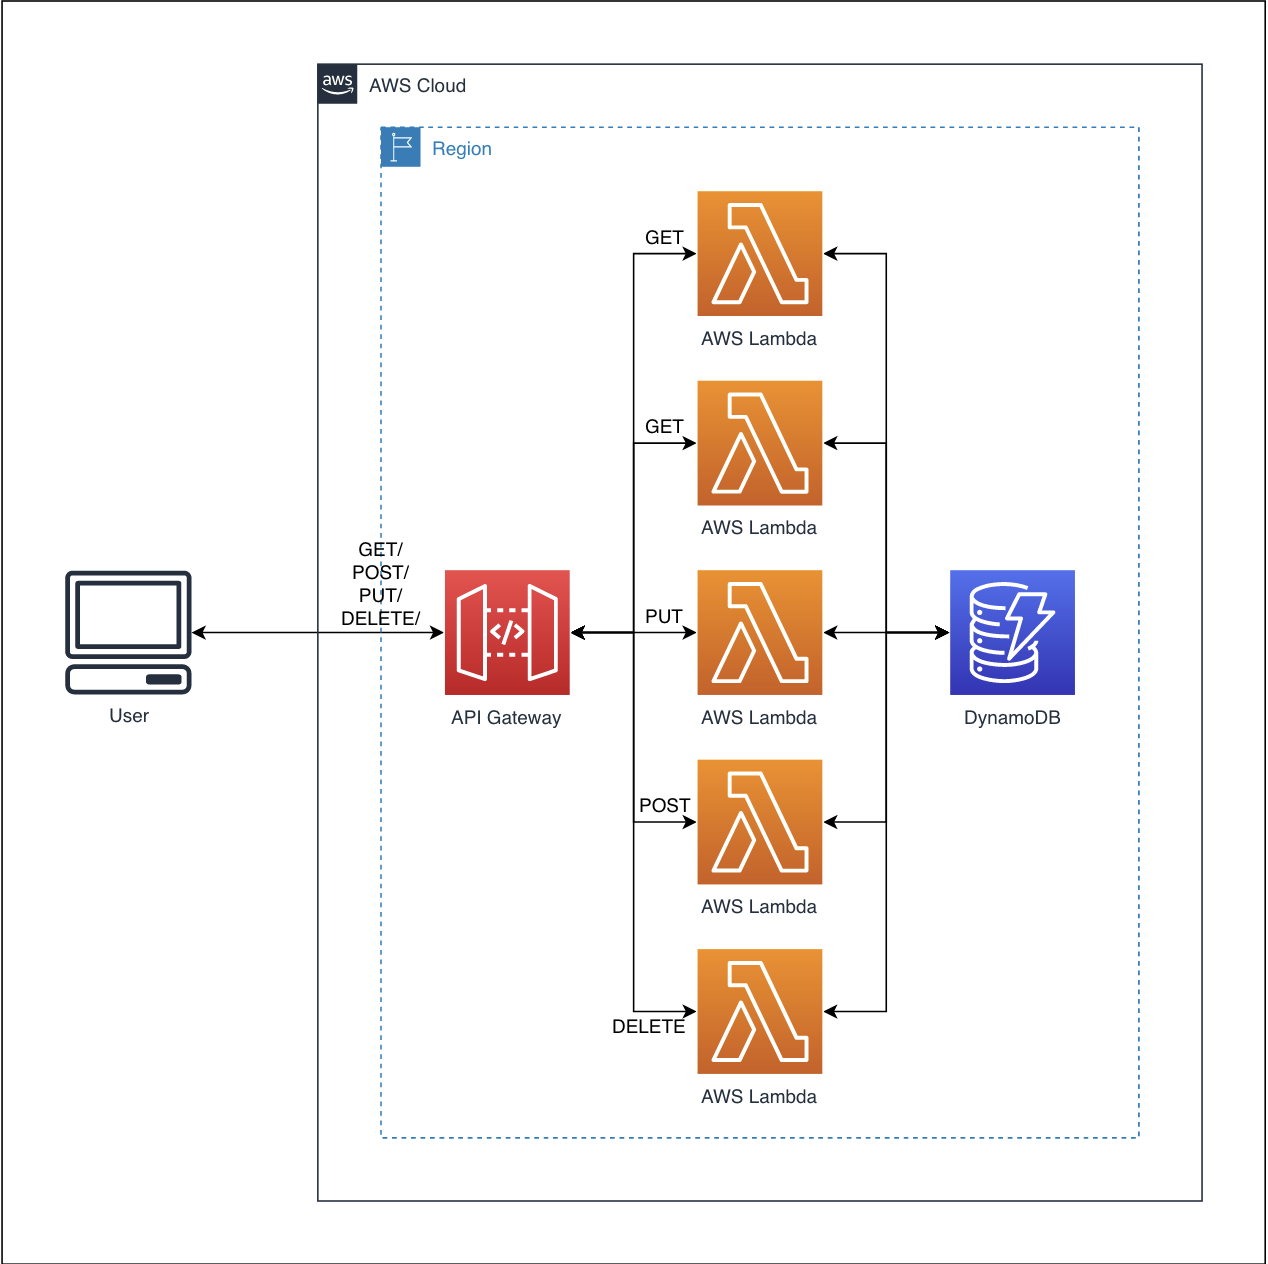 aws
AWS Cloud
Region
GET
AWS Lambda
GET
AWS Lambda
GET/
POST/
PUT/
DELETE/
User
API Gateway
</>
PUT
AWS Lambda
DynamoDB
POST
AWS Lambda
DELETE
AWS Lambda